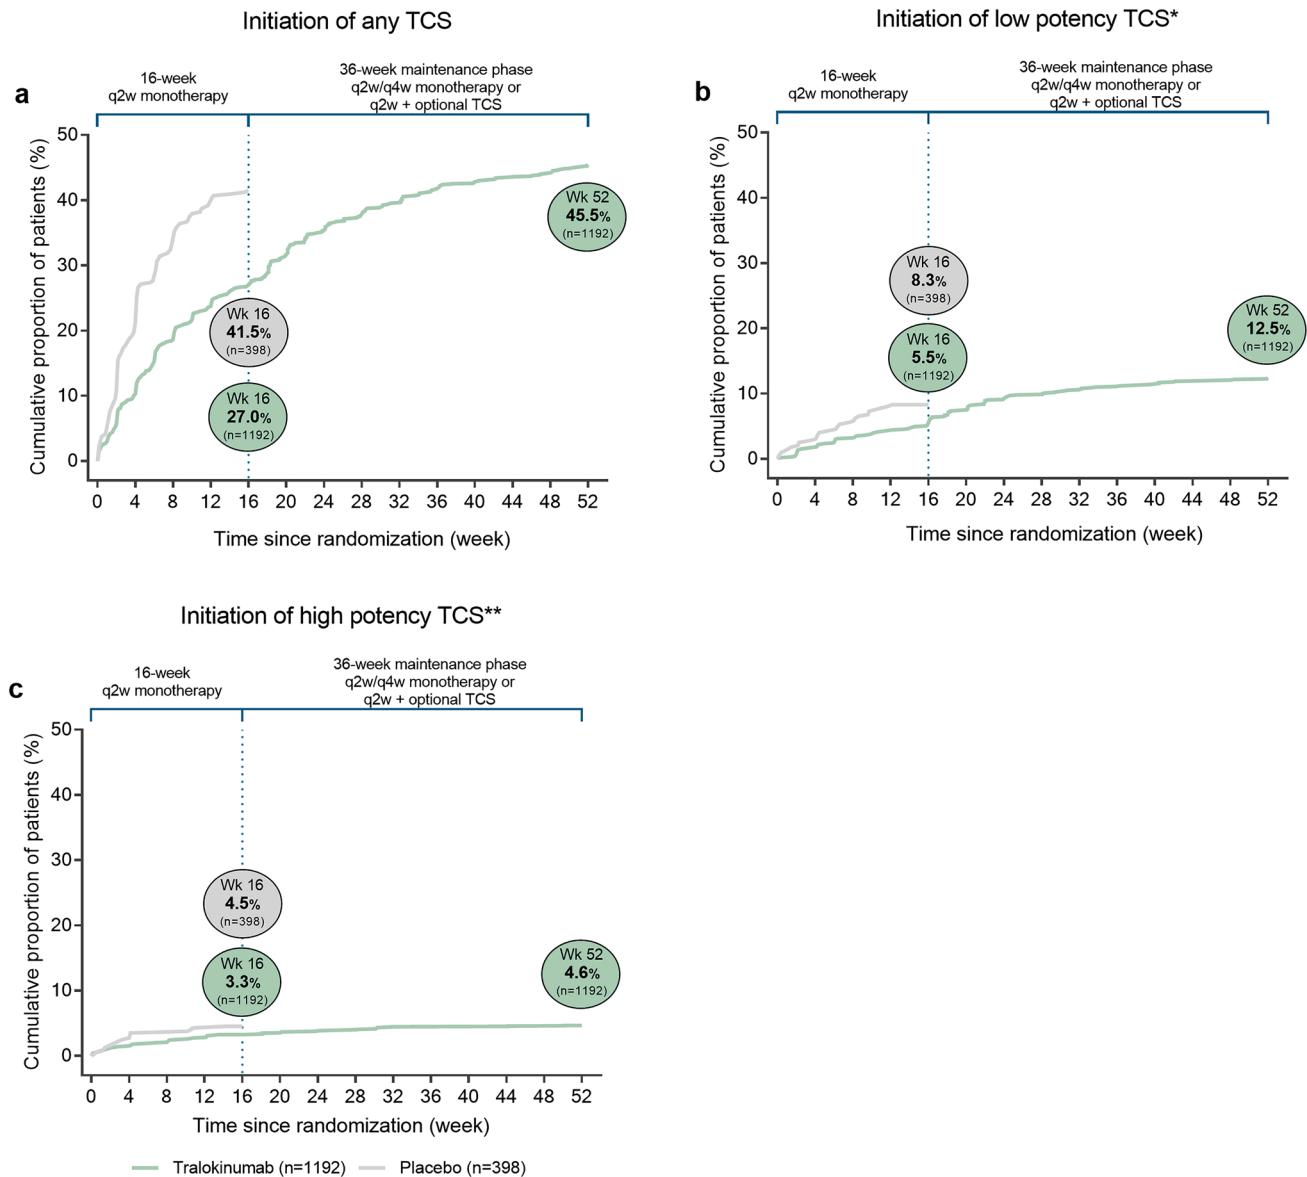 Initiation of any TCS
a
16-week
q2w monotherapy
36-week maintenance phase
q2w/q4w monotherapy or
q2w + optional TCS
Cumulative proportion of patients (%)
50
40
30
20
10
0
Wk 52
45.5%
(n=1192)
Wk 16
41.5%
(n=398)
Wk 16
27.0%
(n=1192)
0 4 8 12 16 20 24 28 32 36 40 44 48 52
Time since randomization (week)
Initiation of low potency TCS*
b
16-week
q2w monotherapy
36-week maintenance phase
q2w/q4w monotherapy or
q2w + optional TCS
Cumulative proportion of patients (%)
50
40
30
20
10
0
Wk 16
8.3%
(n=398)
Wk 16
5.5%
(n=1192)
Wk 52
12.5%
(n=1192)
0 4 8 12 16 20 24 28 32 36 40 44 48 52
Time since randomization (week)
Initiation of high potency TCS**
c
16-week
q2w monotherapy
36-week maintenance phase
q2w/q4w monotherapy or
q2w + optional TCS
Cumulative proportion of patients (%)
50
40
30
20
10
0
Wk 16
4.5%
(n=398)
Wk 16
3.3%
(n=1192)
Wk 52
4.6%
(n=1192)
0 4 8 12 16 20 24 28 32 36 40 44 48 52
Time since randomization (week)
Tralokinumab (n=1192) Placebo (n=398)